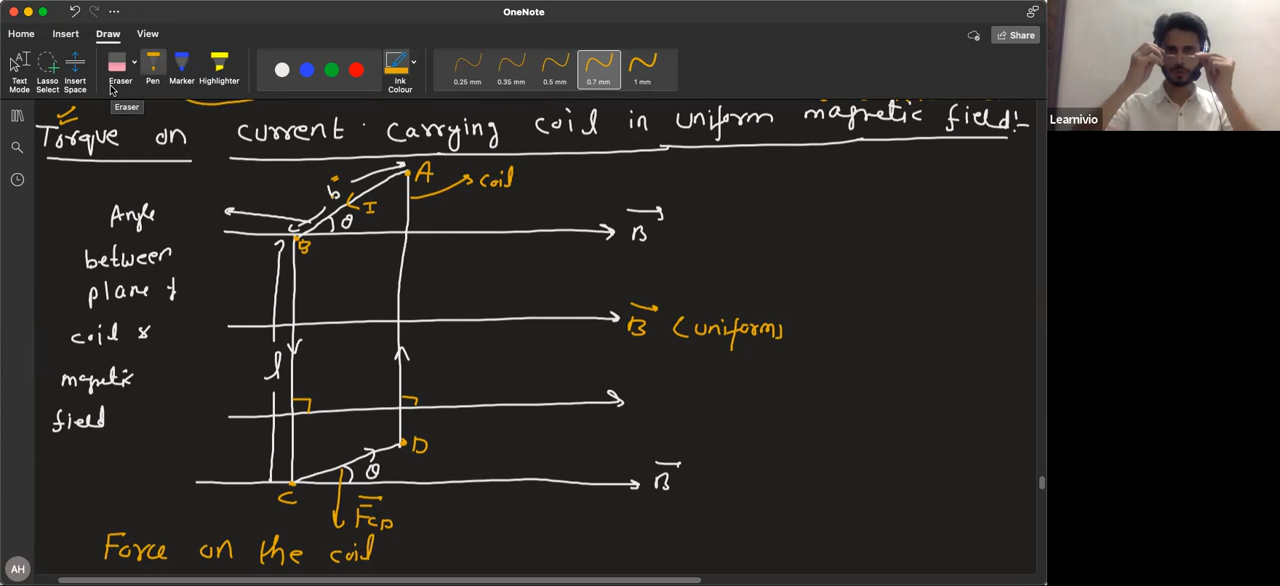 OneNote
Home Insert Draw View
Share
Text Mode
Lasso Select
Insert Space
Eraser
Pen
Marker
Highlighter
Ink Colour
0.25 mm
0.35 mm
0.5 mm
0.7 mm
1 mm
Eraser
Learnivio
Torque on current carrying coil in uniform magnetic field:-
A
coil
b
I
θ
B
B
Angle
between
plane of
coil &
magnetic
field
B (uniform)
l
D
θ
B
C
FCD
Force on the coil
AH